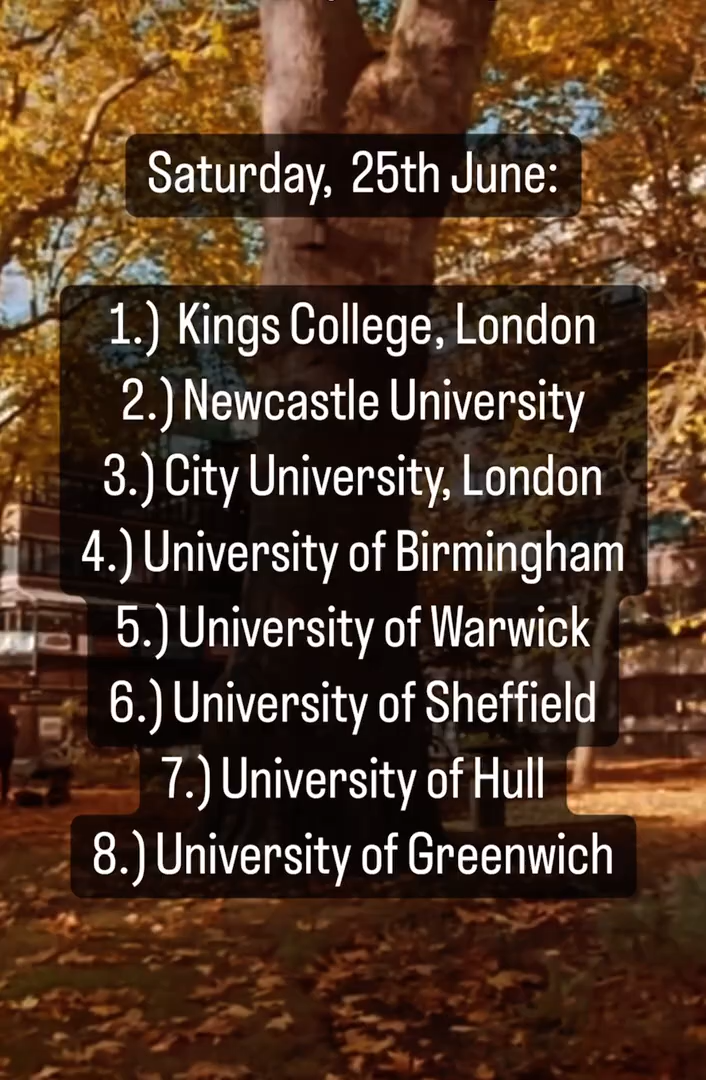 Saturday, 25th June:
1.) Kings College, London
2.) Newcastle University
3.) City University, London
4.) University of Birmingham
5.) University of Warwick
6.) University of Sheffield
7.) University of Hull
8.) University of Greenwich